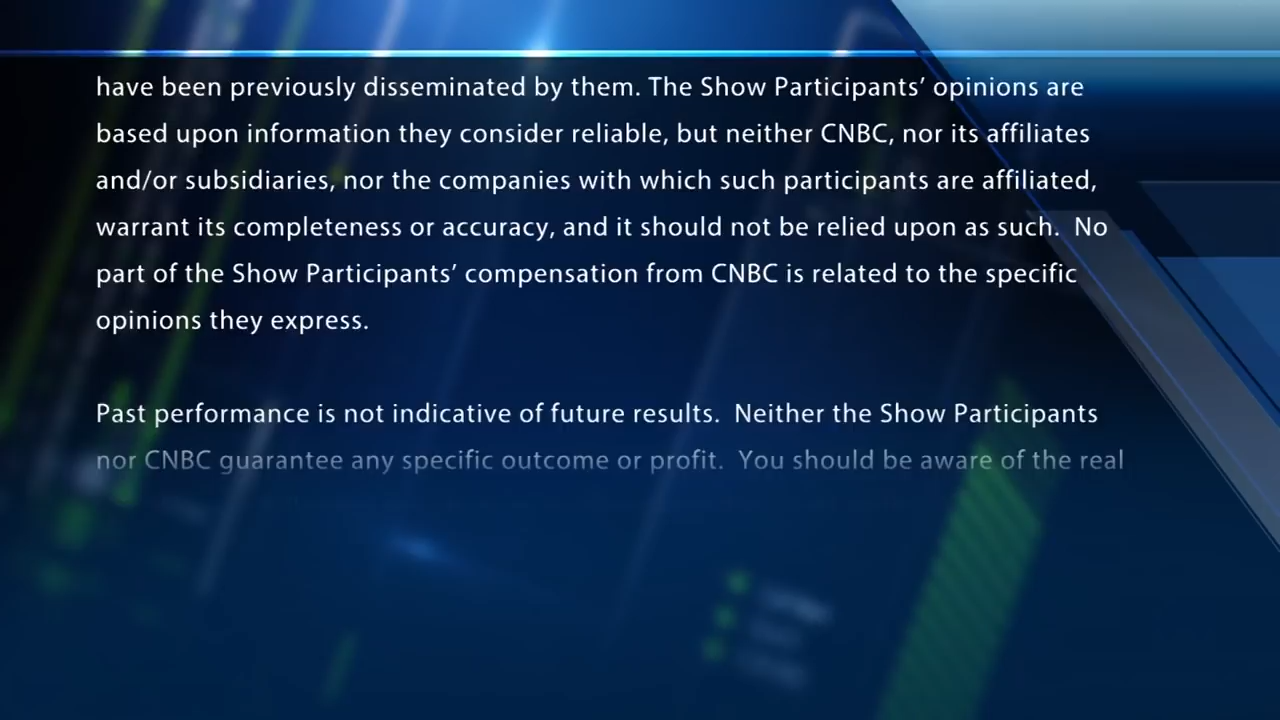 have been previously disseminated by them. The Show Participants’ opinions are
based upon information they consider reliable, but neither CNBC, nor its affiliates
and/or subsidiaries, nor the companies with which such participants are affiliated,
warrant its completeness or accuracy, and it should not be relied upon as such.  No
part of the Show Participants’ compensation from CNBC is related to the specific
opinions they express.
Past performance is not indicative of future results.  Neither the Show Participants
nor CNBC guarantee any specific outcome or profit.  You should be aware of the real